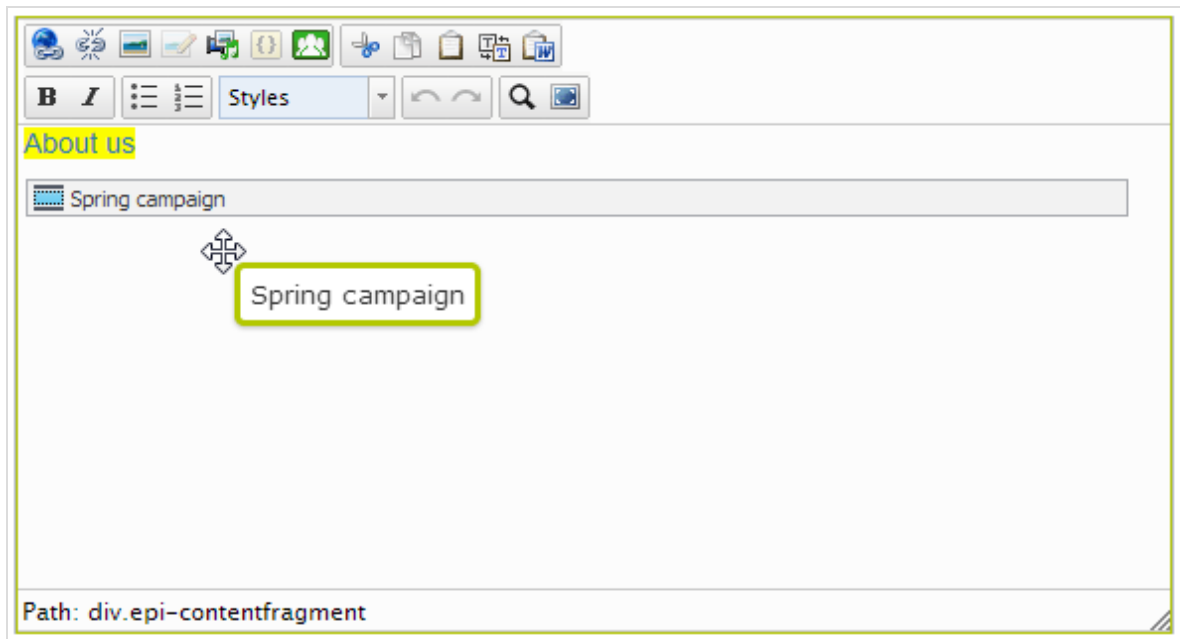 B I Styles
About us
Spring campaign
Spring campaign
Path: div.epi-contentfragment